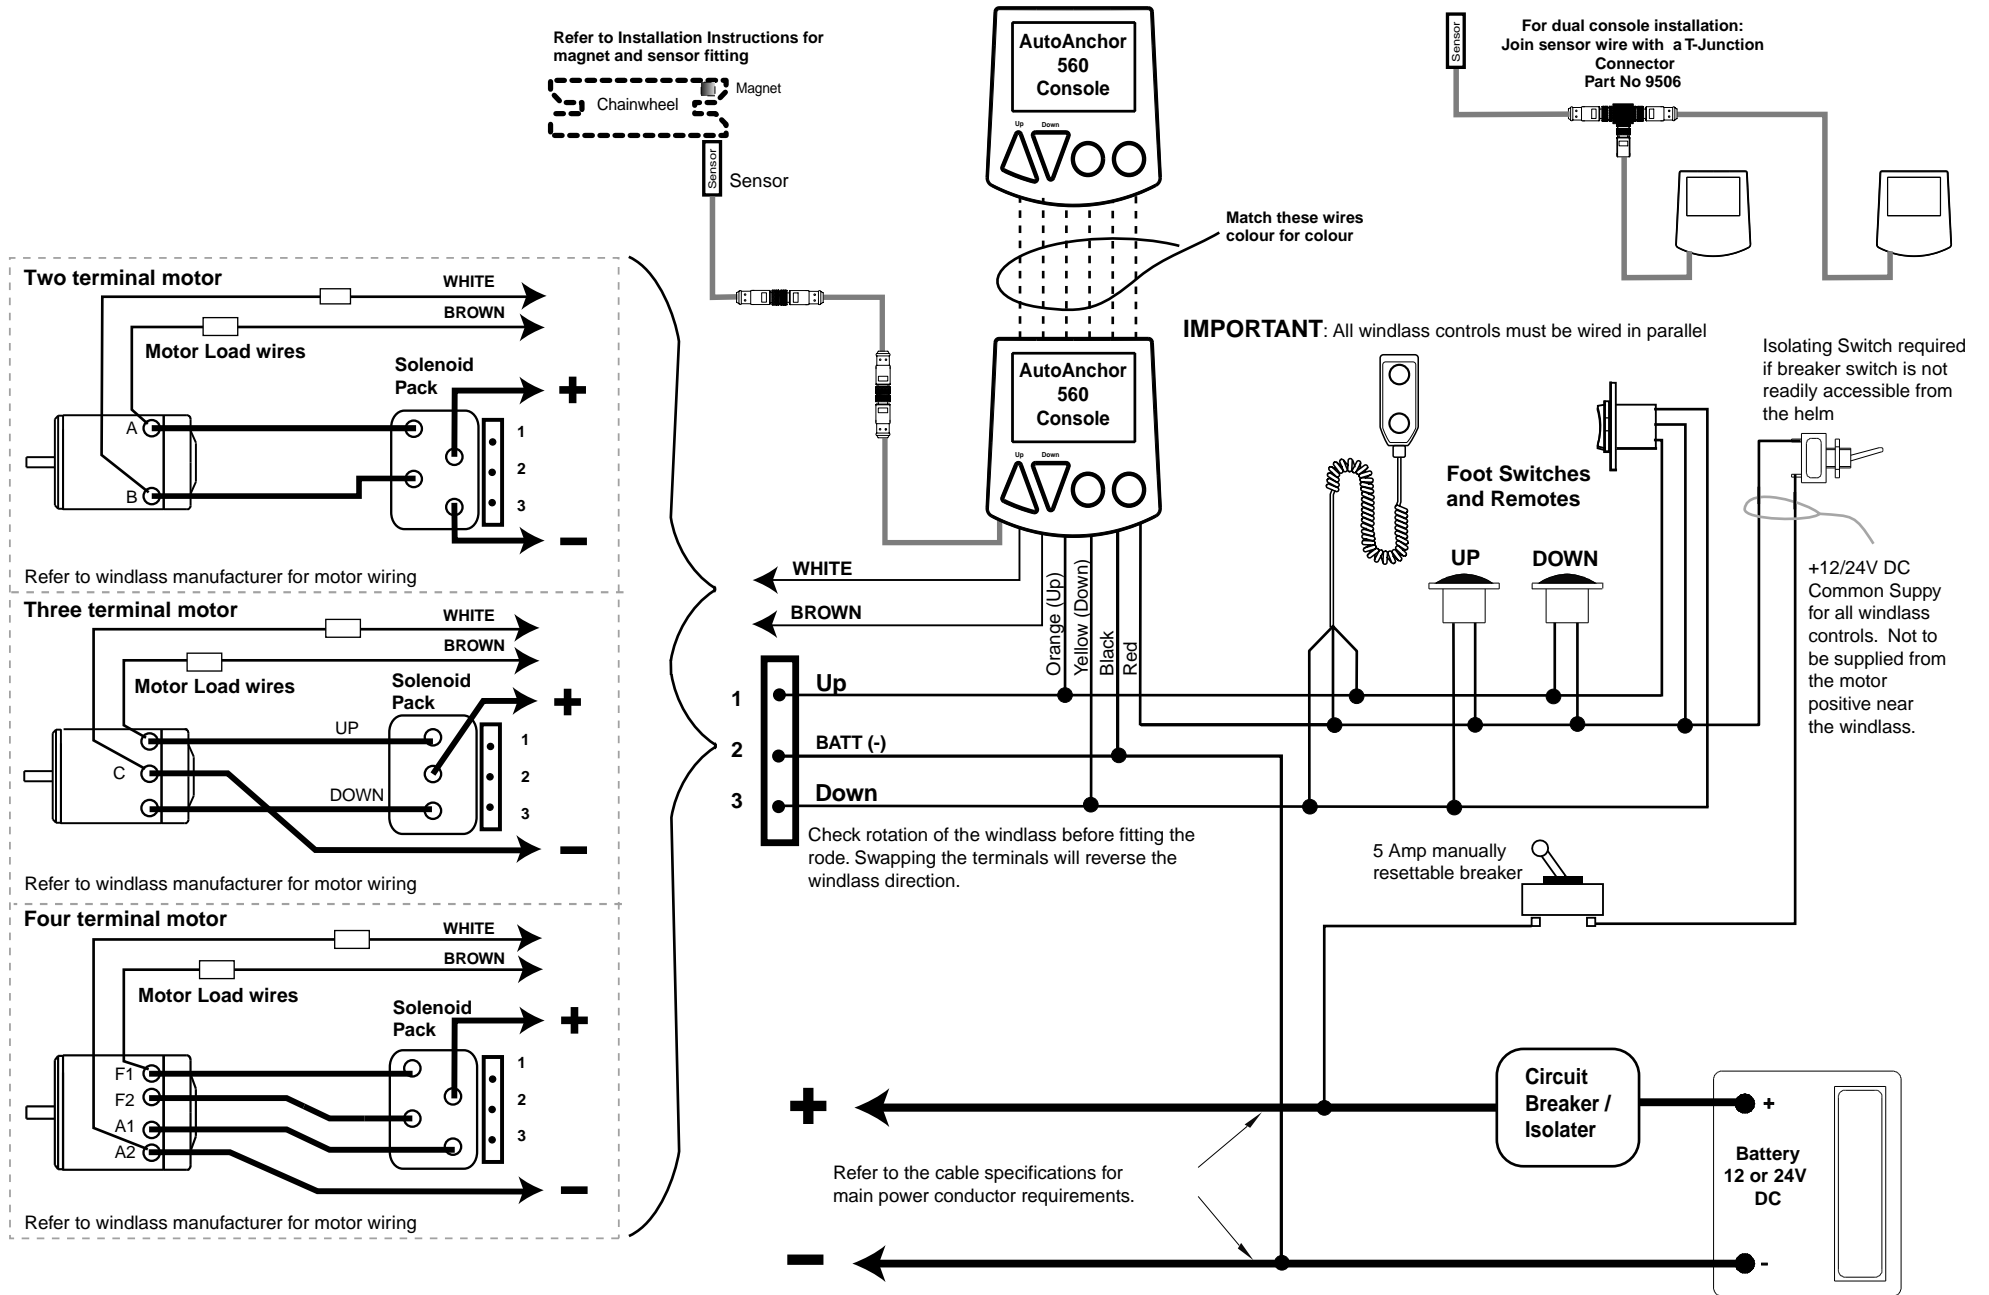 Refer to Installation Instructions for
magnet and sensor fitting
Chainwheel
Magnet
Sensor
Sensor
AutoAnchor
560
Console
Up
Down
Match these wires
colour for colour
Sensor
For dual console installation:
Join sensor wire with a T-Junction
Connector
Part No 9506
Two terminal motor
WHITE
BROWN
Motor Load wires
Solenoid
Pack
+
A
B
1
2
3
-
Refer to windlass manufacturer for motor wiring
Three terminal motor
WHITE
BROWN
Motor Load wires
Solenoid
Pack
+
UP
C
DOWN
1
2
3
-
Refer to windlass manufacturer for motor wiring
Four terminal motor
WHITE
BROWN
Motor Load wires
Solenoid
Pack
+
F1
F2
A1
A2
1
2
3
-
Refer to windlass manufacturer for motor wiring
IMPORTANT: All windlass controls must be wired in parallel
AutoAnchor
560
Console
Up
Down
WHITE
BROWN
Orange (Up)
Yellow (Down)
Black
Red
Foot Switches
and Remotes
UP
DOWN
Isolating Switch required
if breaker switch is not
readily accessible from
the helm
+12/24V DC
Common Suppy
for all windlass
controls. Not to
be supplied from
the motor
positive near
the windlass.
1
Up
2
BATT (-)
3
Down
Check rotation of the windlass before fitting the
rode. Swapping the terminals will reverse the
windlass direction.
5 Amp manually
resettable breaker
+
Circuit
Breaker /
Isolater
+
Battery
12 or 24V
DC
-
Refer to the cable specifications for
main power conductor requirements.
-